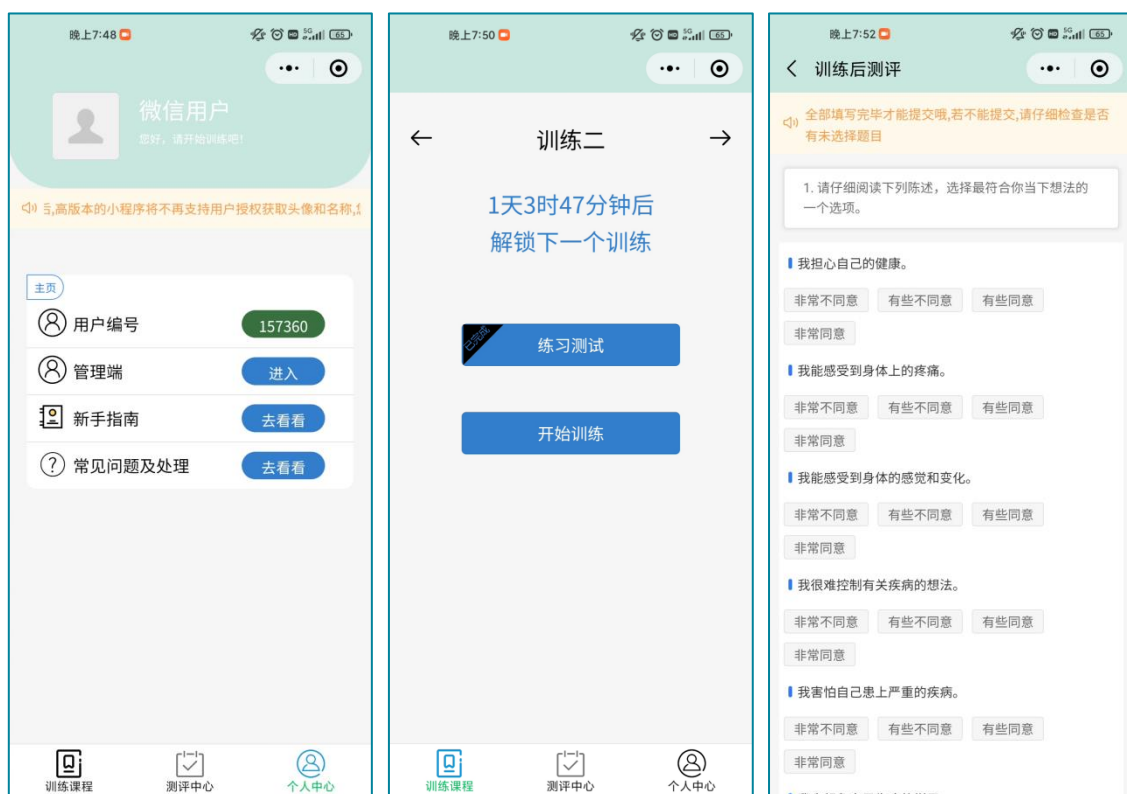 晚上7:48
5G
65
微信用户
您好，请开始训练吧！
高版本的小程序将不再支持用户授权获取头像和名称,
主页
用户编号
157360
管理端
进入
新手指南
去看看
常见问题及处理
去看看
训练课程
测评中心
个人中心
晚上7:50
5G
65
训练二
1天3时47分钟后
解锁下一个训练
已完成
练习测试
开始训练
训练课程
测评中心
个人中心
晚上7:52
5G
65
训练后测评
全部填写完毕才能提交哦,若不能提交,请仔细检查是否
有未选择题目
1. 请仔细阅读下列陈述，选择最符合你当下想法的
一个选项。
我担心自己的健康。
非常不同意 有些不同意 有些同意
非常同意
我能感受到身体上的疼痛。
非常不同意 有些不同意 有些同意
非常同意
我能感受到身体的感觉和变化。
非常不同意 有些不同意 有些同意
非常同意
我很难控制有关疾病的想法。
非常不同意 有些不同意 有些同意
非常同意
我害怕自己患上严重的疾病。
非常不同意 有些不同意 有些同意
非常同意